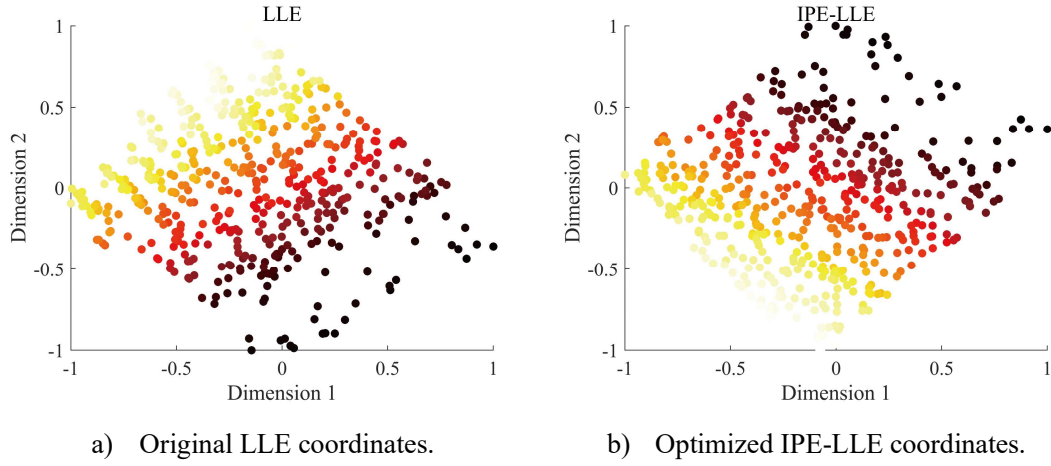 LLE
1
0.5
0
-0.5
-1
Dimension 2
-1 -0.5 0 0.5 1
Dimension 1
a) Original LLE coordinates.
IPE-LLE
1
0.5
0
-0.5
-1
Dimension 2
-1 -0.5 0 0.5 1
Dimension 1
b) Optimized IPE-LLE coordinates.